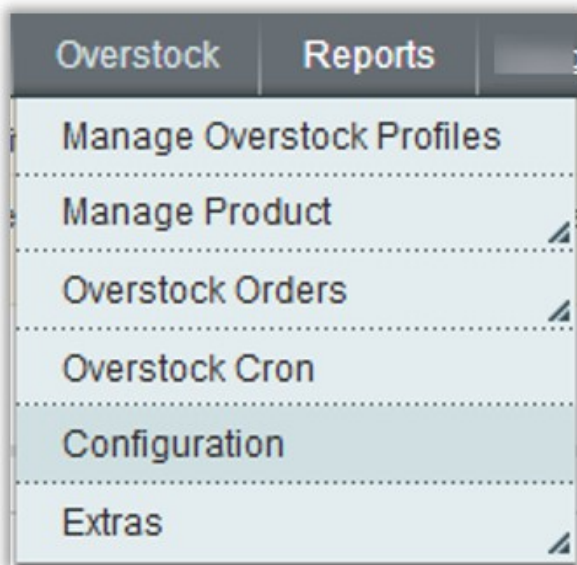 Overstock Reports
Manage Overstock Profiles
Manage Product
Overstock Orders
Overstock Cron
Configuration
Extras